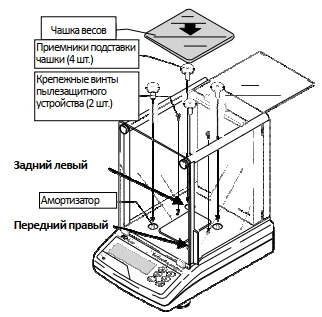 Чашка весов
Приемники подставки
чашки (4 шт.)
Крепежные винты
пылезащитного
устройства (2 шт.)
Задний левый
Амортизатор
Передний правый